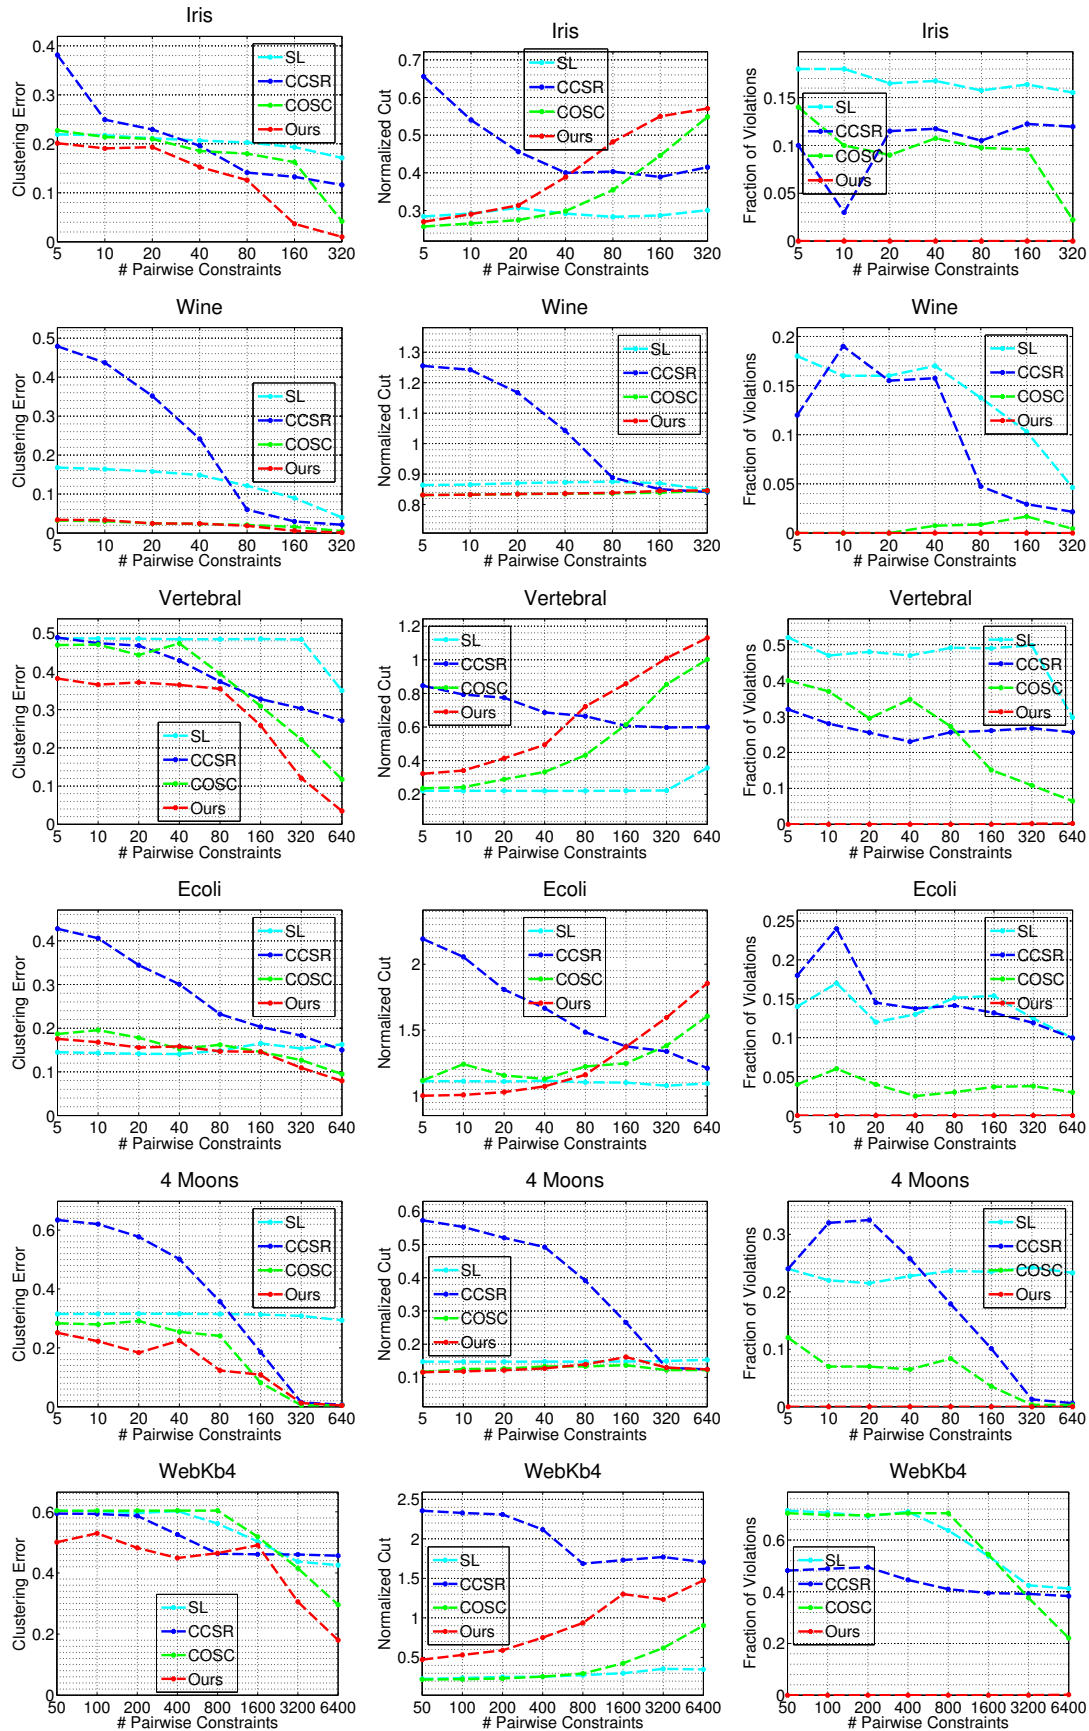 Iris
Clustering Error
0.4
0.3
0.2
0.1
0
5 10 20 40 80 160 320
# Pairwise Constraints
SL
CCSR
COSC
Ours
Iris
Normalized Cut
0.7
0.6
0.5
0.4
0.3
5 10 20 40 80 160 320
# Pairwise Constraints
SL
CCSR
COSC
Ours
Iris
Fraction of Violations
0.15
0.1
0.05
0
5 10 20 40 80 160 320
# Pairwise Constraints
SL
CCSR
COSC
Ours
Wine
Clustering Error
0.5
0.4
0.3
0.2
0.1
0
5 10 20 40 80 160 320
# Pairwise Constraints
SL
CCSR
COSC
Ours
Wine
Normalized Cut
1.3
1.2
1.1
1
0.9
0.8
5 10 20 40 80 160 320
# Pairwise Constraints
SL
CCSR
COSC
Ours
Wine
Fraction of Violations
0.2
0.15
0.1
0.05
0
5 10 20 40 80 160 320
# Pairwise Constraints
SL
CCSR
COSC
Ours
Vertebral
Clustering Error
0.5
0.4
0.3
0.2
0.1
0
5 10 20 40 80 160 320 640
# Pairwise Constraints
SL
CCSR
COSC
Ours
Vertebral
Normalized Cut
1.2
1
0.8
0.6
0.4
0.2
5 10 20 40 80 160 320 640
# Pairwise Constraints
SL
CCSR
COSC
Ours
Vertebral
Fraction of Violations
0.5
0.4
0.3
0.2
0.1
0
5 10 20 40 80 160 320 640
# Pairwise Constraints
SL
CCSR
COSC
Ours
Ecoli
Clustering Error
0.4
0.3
0.2
0.1
0
5 10 20 40 80 160 320 640
# Pairwise Constraints
SL
CCSR
COSC
Ours
Ecoli
Normalized Cut
2
1.5
1
5 10 20 40 80 160 320 640
# Pairwise Constraints
SL
CCSR
COSC
Ours
Ecoli
Fraction of Violations
0.25
0.2
0.15
0.1
0.05
0
5 10 20 40 80 160 320 640
# Pairwise Constraints
SL
CCSR
COSC
Ours
4 Moons
Clustering Error
0.6
0.4
0.2
0
5 10 20 40 80 160 320 640
# Pairwise Constraints
SL
CCSR
COSC
Ours
4 Moons
Normalized Cut
0.6
0.5
0.4
0.3
0.2
0.1
5 10 20 40 80 160 320 640
# Pairwise Constraints
SL
CCSR
COSC
Ours
4 Moons
Fraction of Violations
0.3
0.2
0.1
0
5 10 20 40 80 160 320 640
# Pairwise Constraints
SL
CCSR
COSC
Ours
WebKb4
Clustering Error
0.6
0.4
0.2
0
50 100 200 400 800 1600 3200 6400
# Pairwise Constraints
SL
CCSR
COSC
Ours
WebKb4
Normalized Cut
2.5
2
1.5
1
0.5
50 100 200 400 800 1600 3200 6400
# Pairwise Constraints
SL
CCSR
COSC
Ours
WebKb4
Fraction of Violations
0.6
0.4
0.2
0
50 100 200 400 800 1600 3200 6400
# Pairwise Constraints
SL
CCSR
COSC
Ours